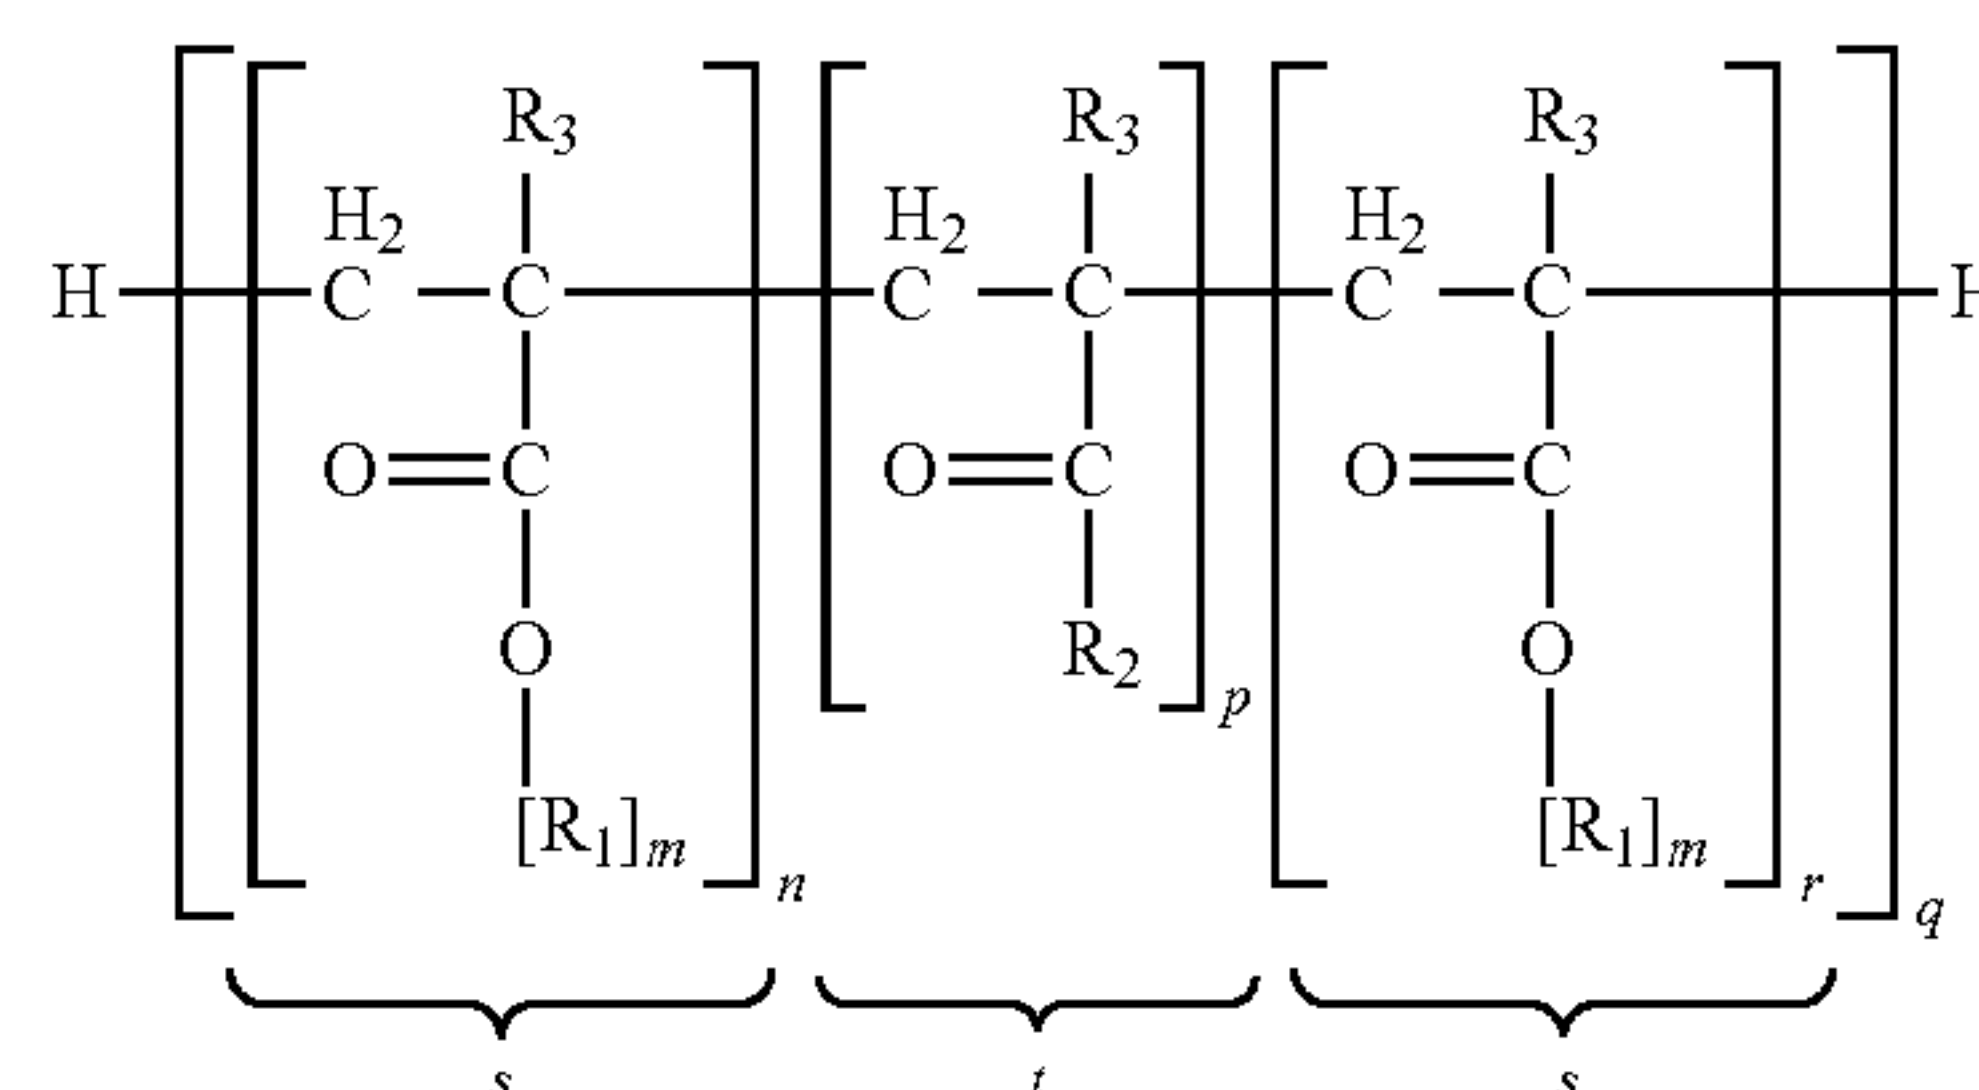 R3 R3 R3
H2 H2 H2
H C C C C C C H
O C O C O C
O R2 O
p
[R1]m [R1]m
n r q
s t s